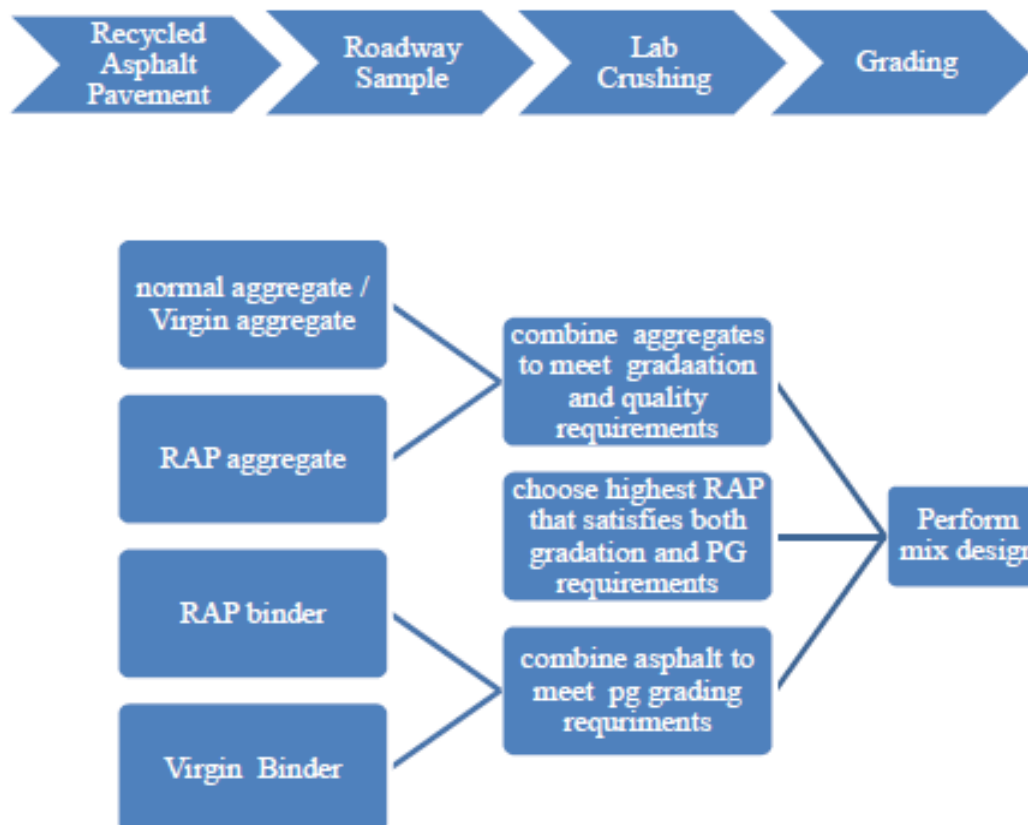 Recycled
Asphalt
Pavement
Roadway
Sample
Lab
Crushing
Grading
normal aggregate /
Virgin aggregate
RAP aggregate
RAP binder
Virgin Binder
combine aggregates
to meet gradaation
and quality
requirements
choose highest RAP
that satisfies both
gradation and PG
requirements
combine asphalt to
meet pg grading
requriments
Perform
mix design